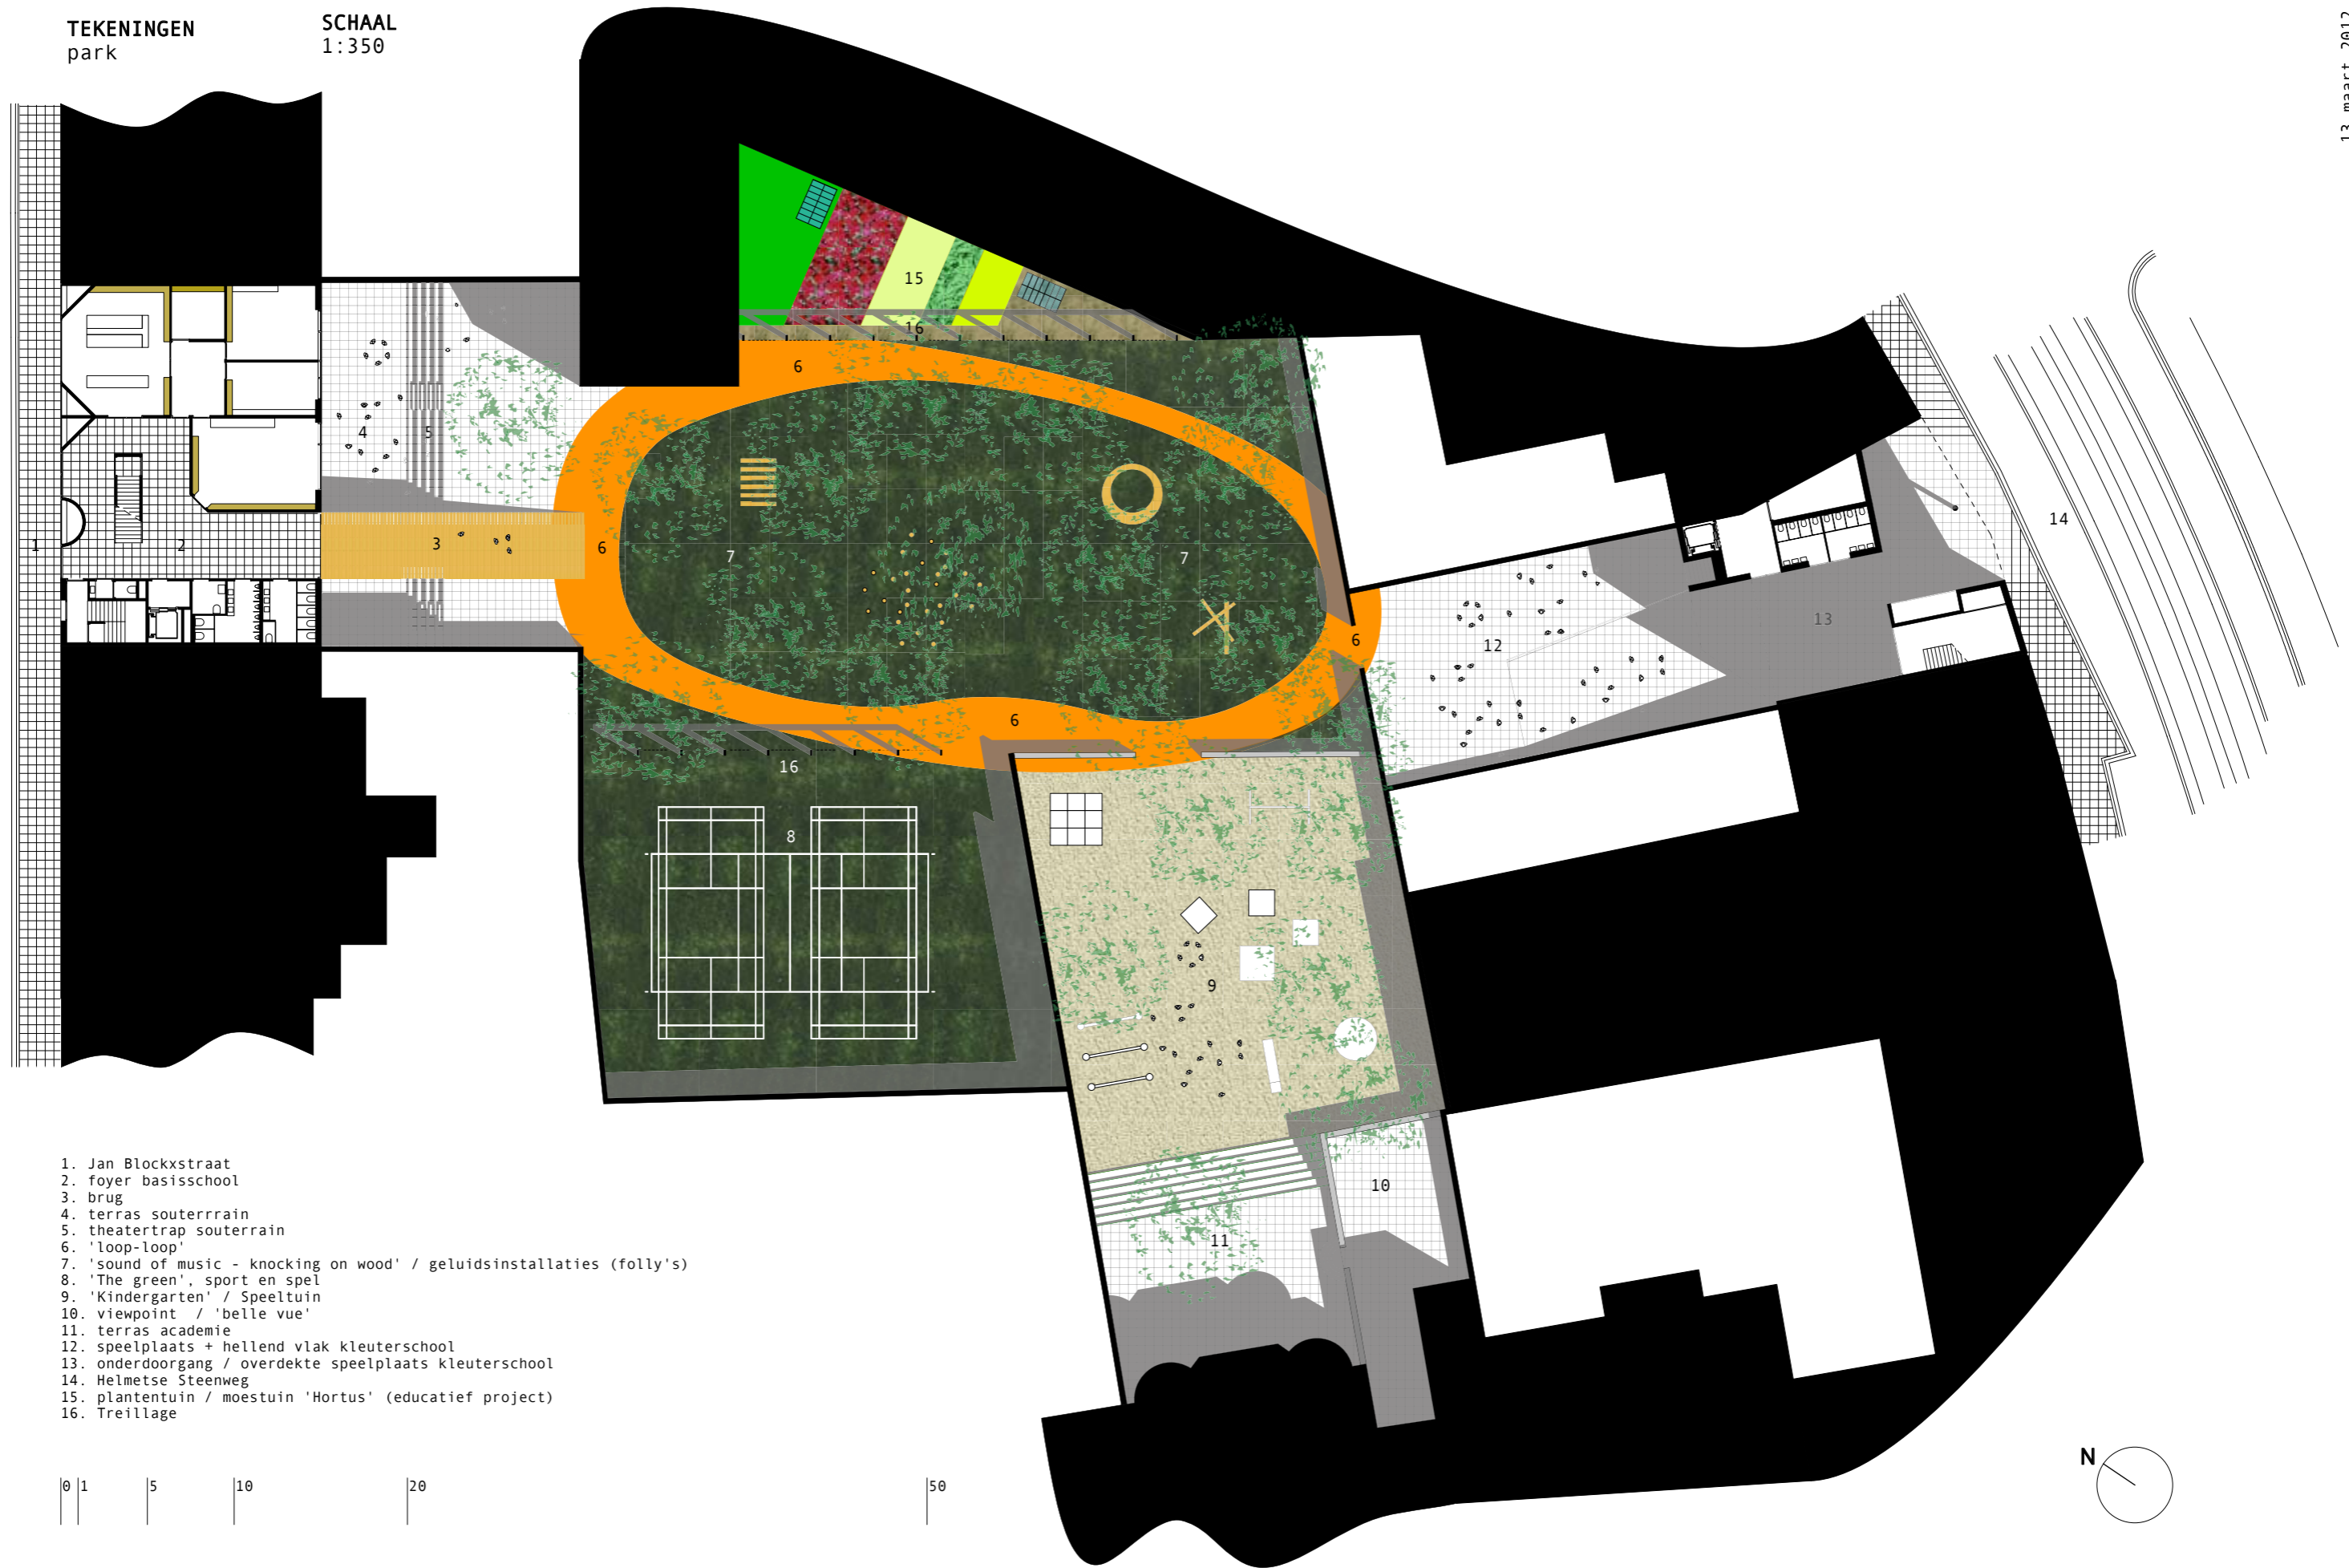 TEKENINGEN
park
SCHAAL
1:350
13 maart 2012
15
16
6
4
5
14
1
2
3
6
7
7
13
6
12
6
16
8
9
10
11
1. Jan Blockxstraat
2. foyer basisschool
3. brug
4. terras souterrrain
5. theatertrap souterrain
6. 'loop-loop'
7. 'sound of music - knocking on wood' / geluidsinstallaties (folly's)
8. 'The green', sport en spel
9. 'Kindergarten' / Speeltuin
10. viewpoint / 'belle vue'
11. terras academie
12. speelplaats + hellend vlak kleuterschool
13. onderdoorgang / overdekte speelplaats kleuterschool
14. Helmetse Steenweg
15. plantentuin / moestuin 'Hortus' (educatief project)
16. Treillage
N
0 1 5 10 20 50